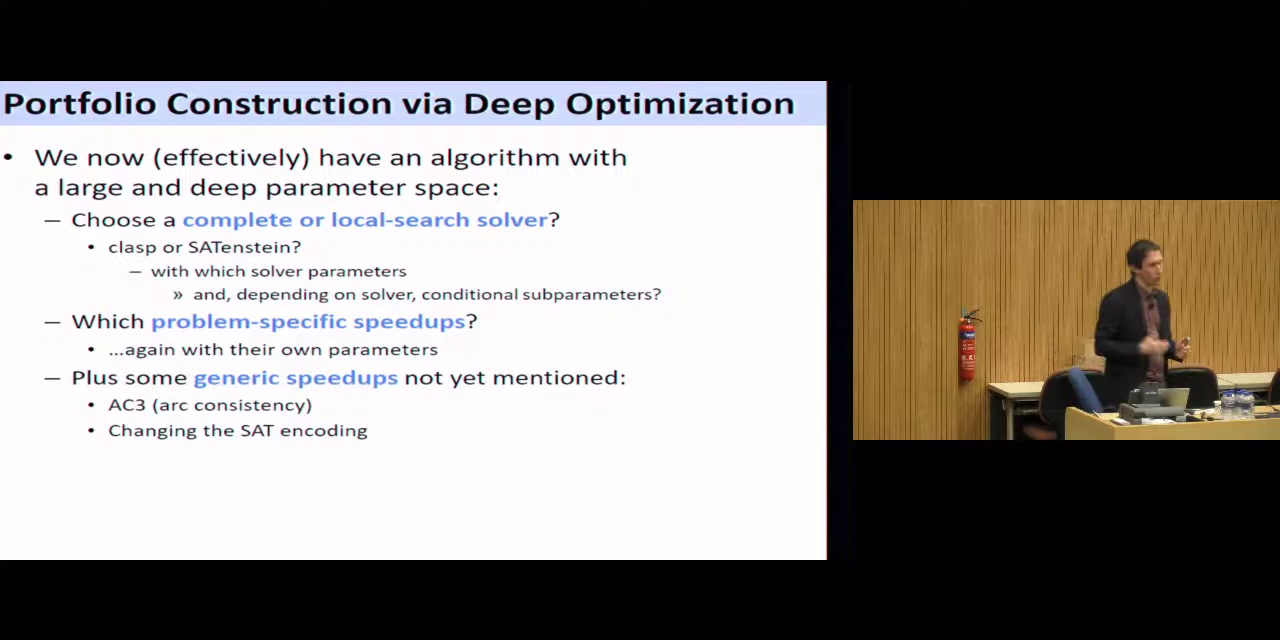 Portfolio Construction via Deep Optimization
• We now (effectively) have an algorithm with
a large and deep parameter space:
– Choose a complete or local-search solver?
• clasp or SATenstein?
– with which solver parameters
» and, depending on solver, conditional subparameters?
– Which problem-specific speedups?
• ...again with their own parameters
– Plus some generic speedups not yet mentioned:
• AC3 (arc consistency)
• Changing the SAT encoding